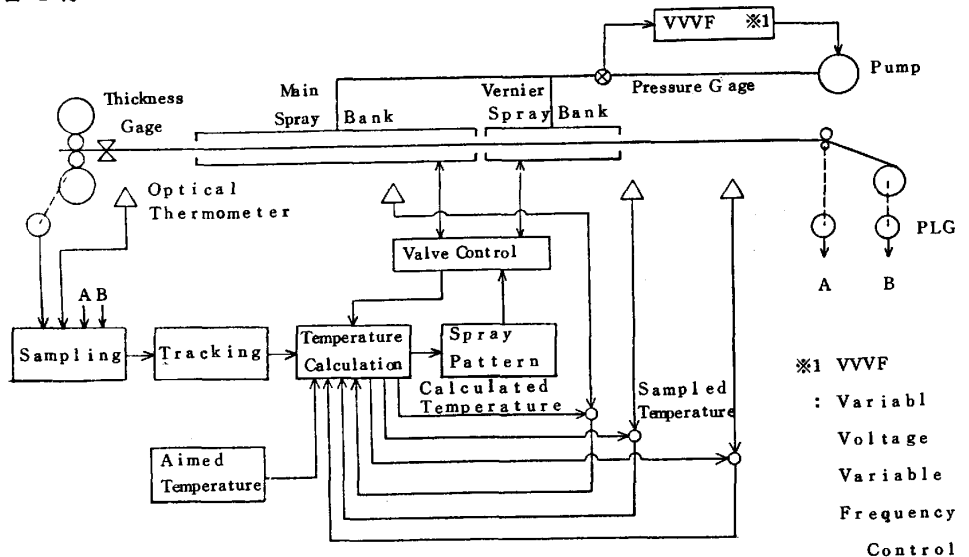 VVVF ※1
Pump
Pressure Gage
Main
Spray Bank
Vernier
Spray Bank
Thickness
Gage
Optical
Thermometer
PLG
A
B
Valve Control
A B
Sampling
Tracking
Temperature
Calculation
Spray
Pattern
Calculated
Temperature
Sampled
Temperature
Aimed
Temperature
※1 VVVF
: Variabl
Voltage
Variable
Frequency
Control